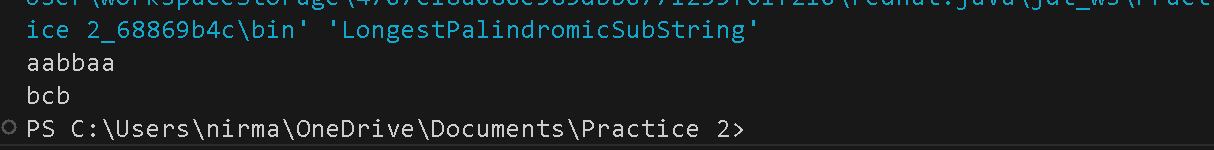 ice 2_68869b4c\bin' 'LongestPalindromicSubString'
aabbaa
bcb
PS C:\Users\nirma\OneDrive\Documents\Practice 2>